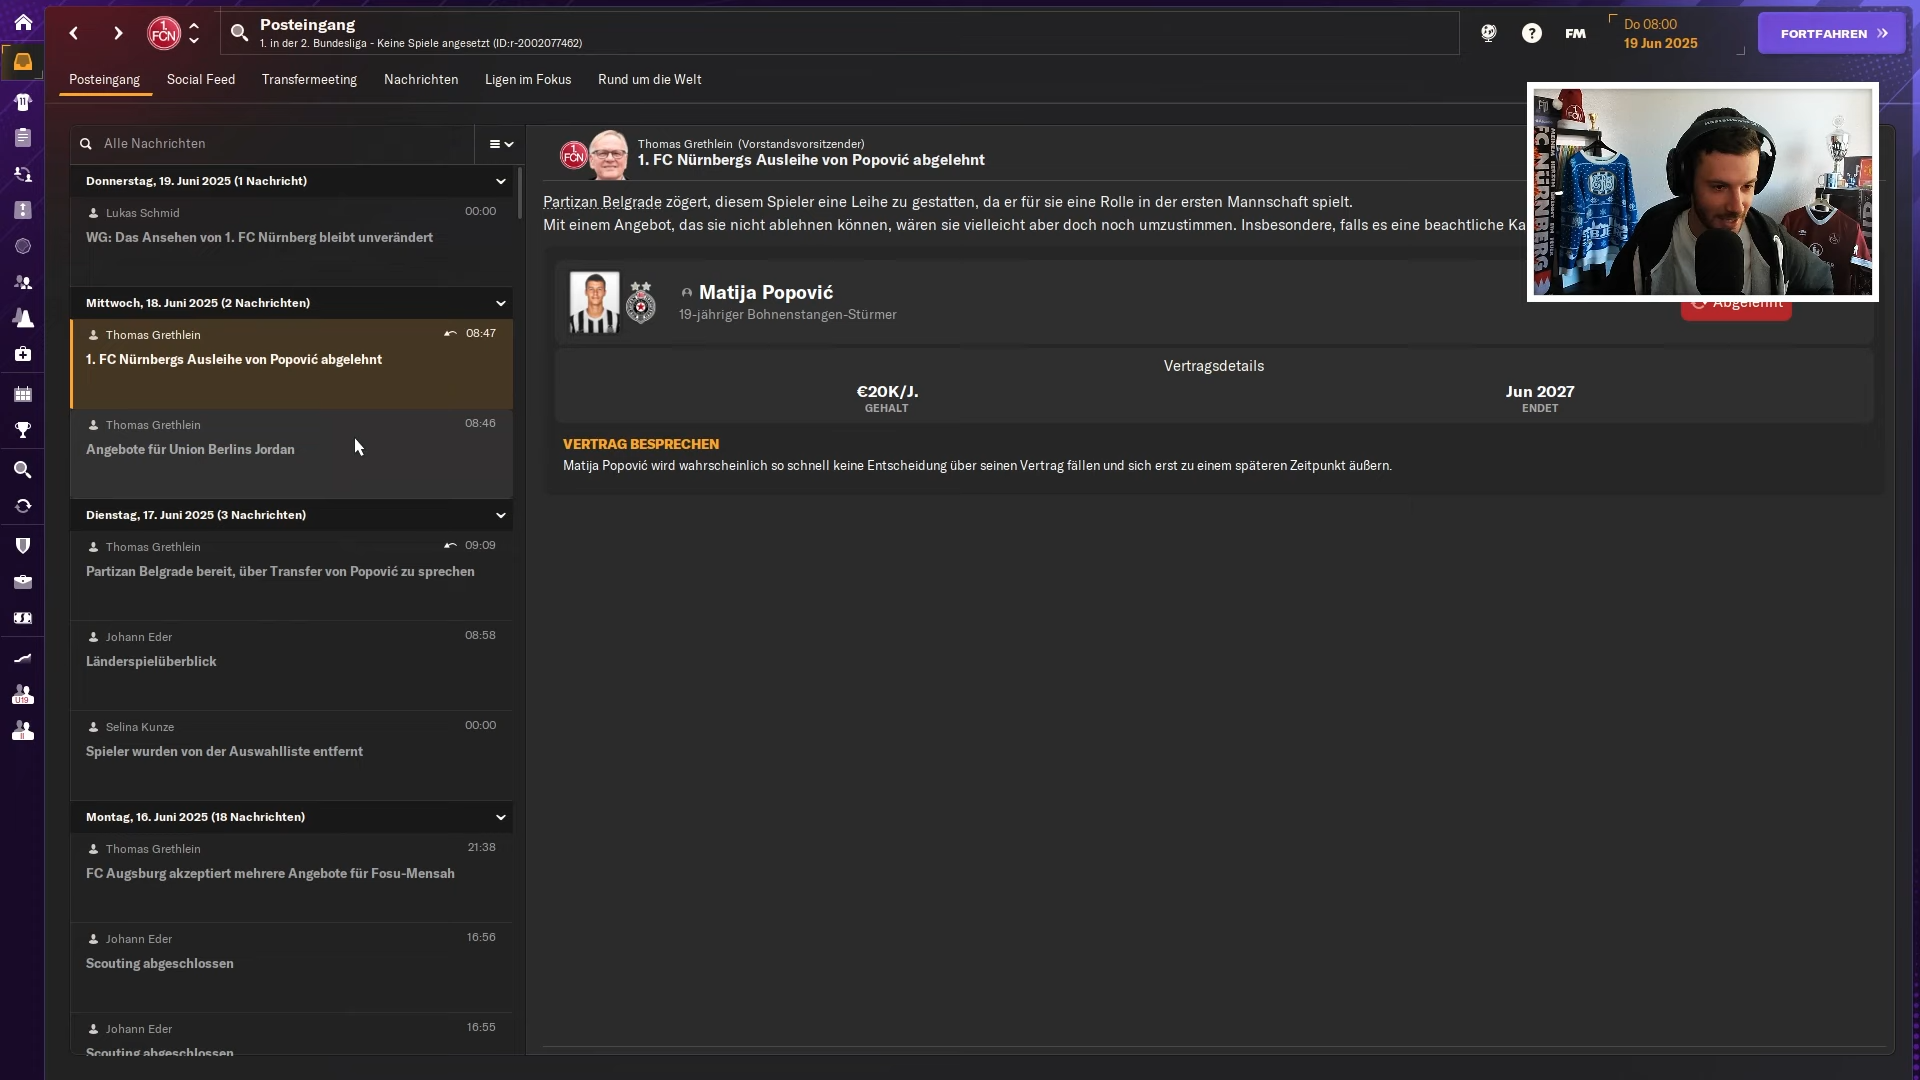 Posteingang
1. in der 2. Bundesliga - Keine Spiele angesetzt (ID:r-2002077462)
FM
Do 08:00
19 Jun 2025
FORTFAHREN
Posteingang
Social Feed
Transfermeeting
Nachrichten
Ligen im Fokus
Rund um die Welt
Alle Nachrichten
Donnerstag, 19. Juni 2025 (1 Nachricht)
Lukas Schmid
00:00
WG: Das Ansehen von 1. FC Nürnberg bleibt unverändert
Mittwoch, 18. Juni 2025 (2 Nachrichten)
Thomas Grethlein
08:47
1. FC Nürnbergs Ausleihe von Popović abgelehnt
Thomas Grethlein
08:46
Angebote für Union Berlins Jordan
Dienstag, 17. Juni 2025 (3 Nachrichten)
Thomas Grethlein
09:09
Partizan Belgrade bereit, über Transfer von Popović zu sprechen
Johann Eder
08:58
Länderspielüberblick
Selina Kunze
00:00
Spieler wurden von der Auswahlliste entfernt
Montag, 16. Juni 2025 (18 Nachrichten)
Thomas Grethlein
21:38
FC Augsburg akzeptiert mehrere Angebote für Fosu-Mensah
Johann Eder
16:56
Scouting abgeschlossen
Johann Eder
16:55
Scouting abgeschlossen
Thomas Grethlein (Vorstandsvorsitzender)
1. FC Nürnbergs Ausleihe von Popović abgelehnt
Partizan Belgrade zögert, diesem Spieler eine Leihe zu gestatten, da er für sie eine Rolle in der ersten Mannschaft spielt.
Mit einem Angebot, das sie nicht ablehnen können, wären sie vielleicht aber doch noch umzustimmen. Insbesondere, falls es eine beachtliche Ka
Matija Popović
19-jähriger Bohnenstangen-Stürmer
Abgelehnt
Vertragsdetails
€20K/J.
GEHALT
Jun 2027
ENDET
VERTRAG BESPRECHEN
Matija Popović wird wahrscheinlich so schnell keine Entscheidung über seinen Vertrag fällen und sich erst zu einem späteren Zeitpunkt äußern.
1. FCN
1. FCN
U19
II
11
FC NÜRNBERG